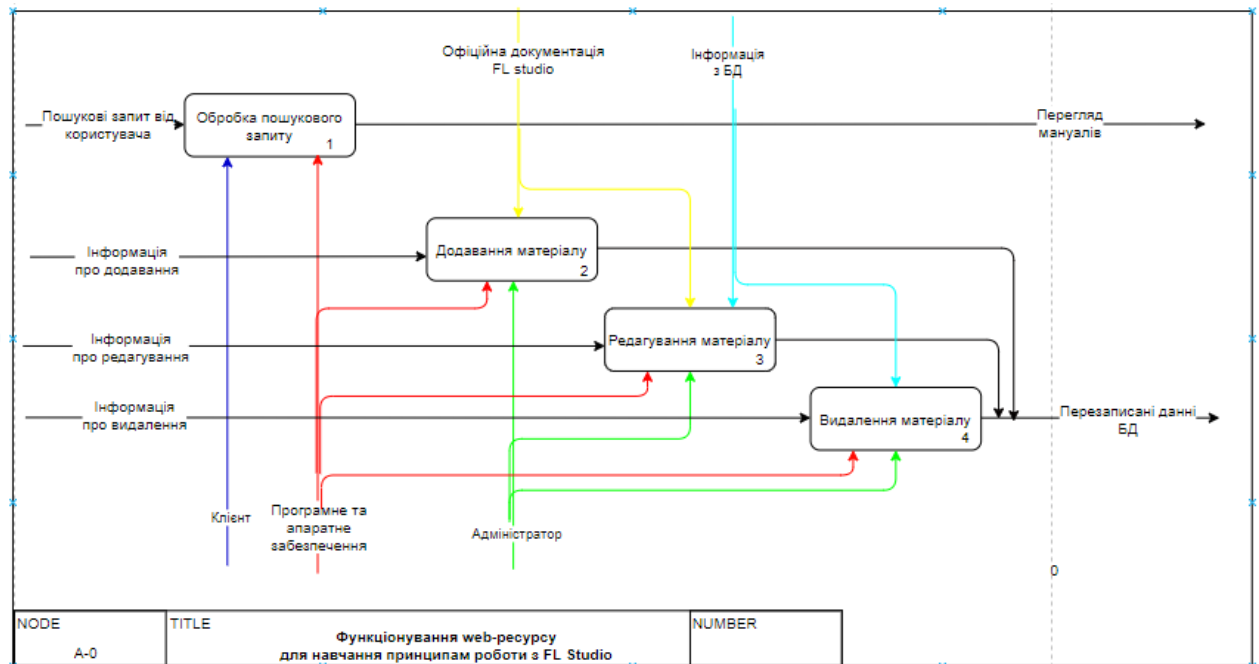 Офіційна документація
FL studio
Інформація
з БД
Пошукові запит від
користувача
Обробка пошукового
запиту
1
Перегляд
мануалів
Інформація
про додавання
Додавання матеріалу
2
Інформація
про редагування
Редагування матеріалу
3
Інформація
про видалення
Видалення матеріалу
4
Перезаписані данні
БД
Клієнт
Програмне та
апаратне
забезпечення
Адміністратор
0
NODE
A-0
TITLE
Функціонування web-ресурсу
для навчання принципам роботи з FL Studio
NUMBER